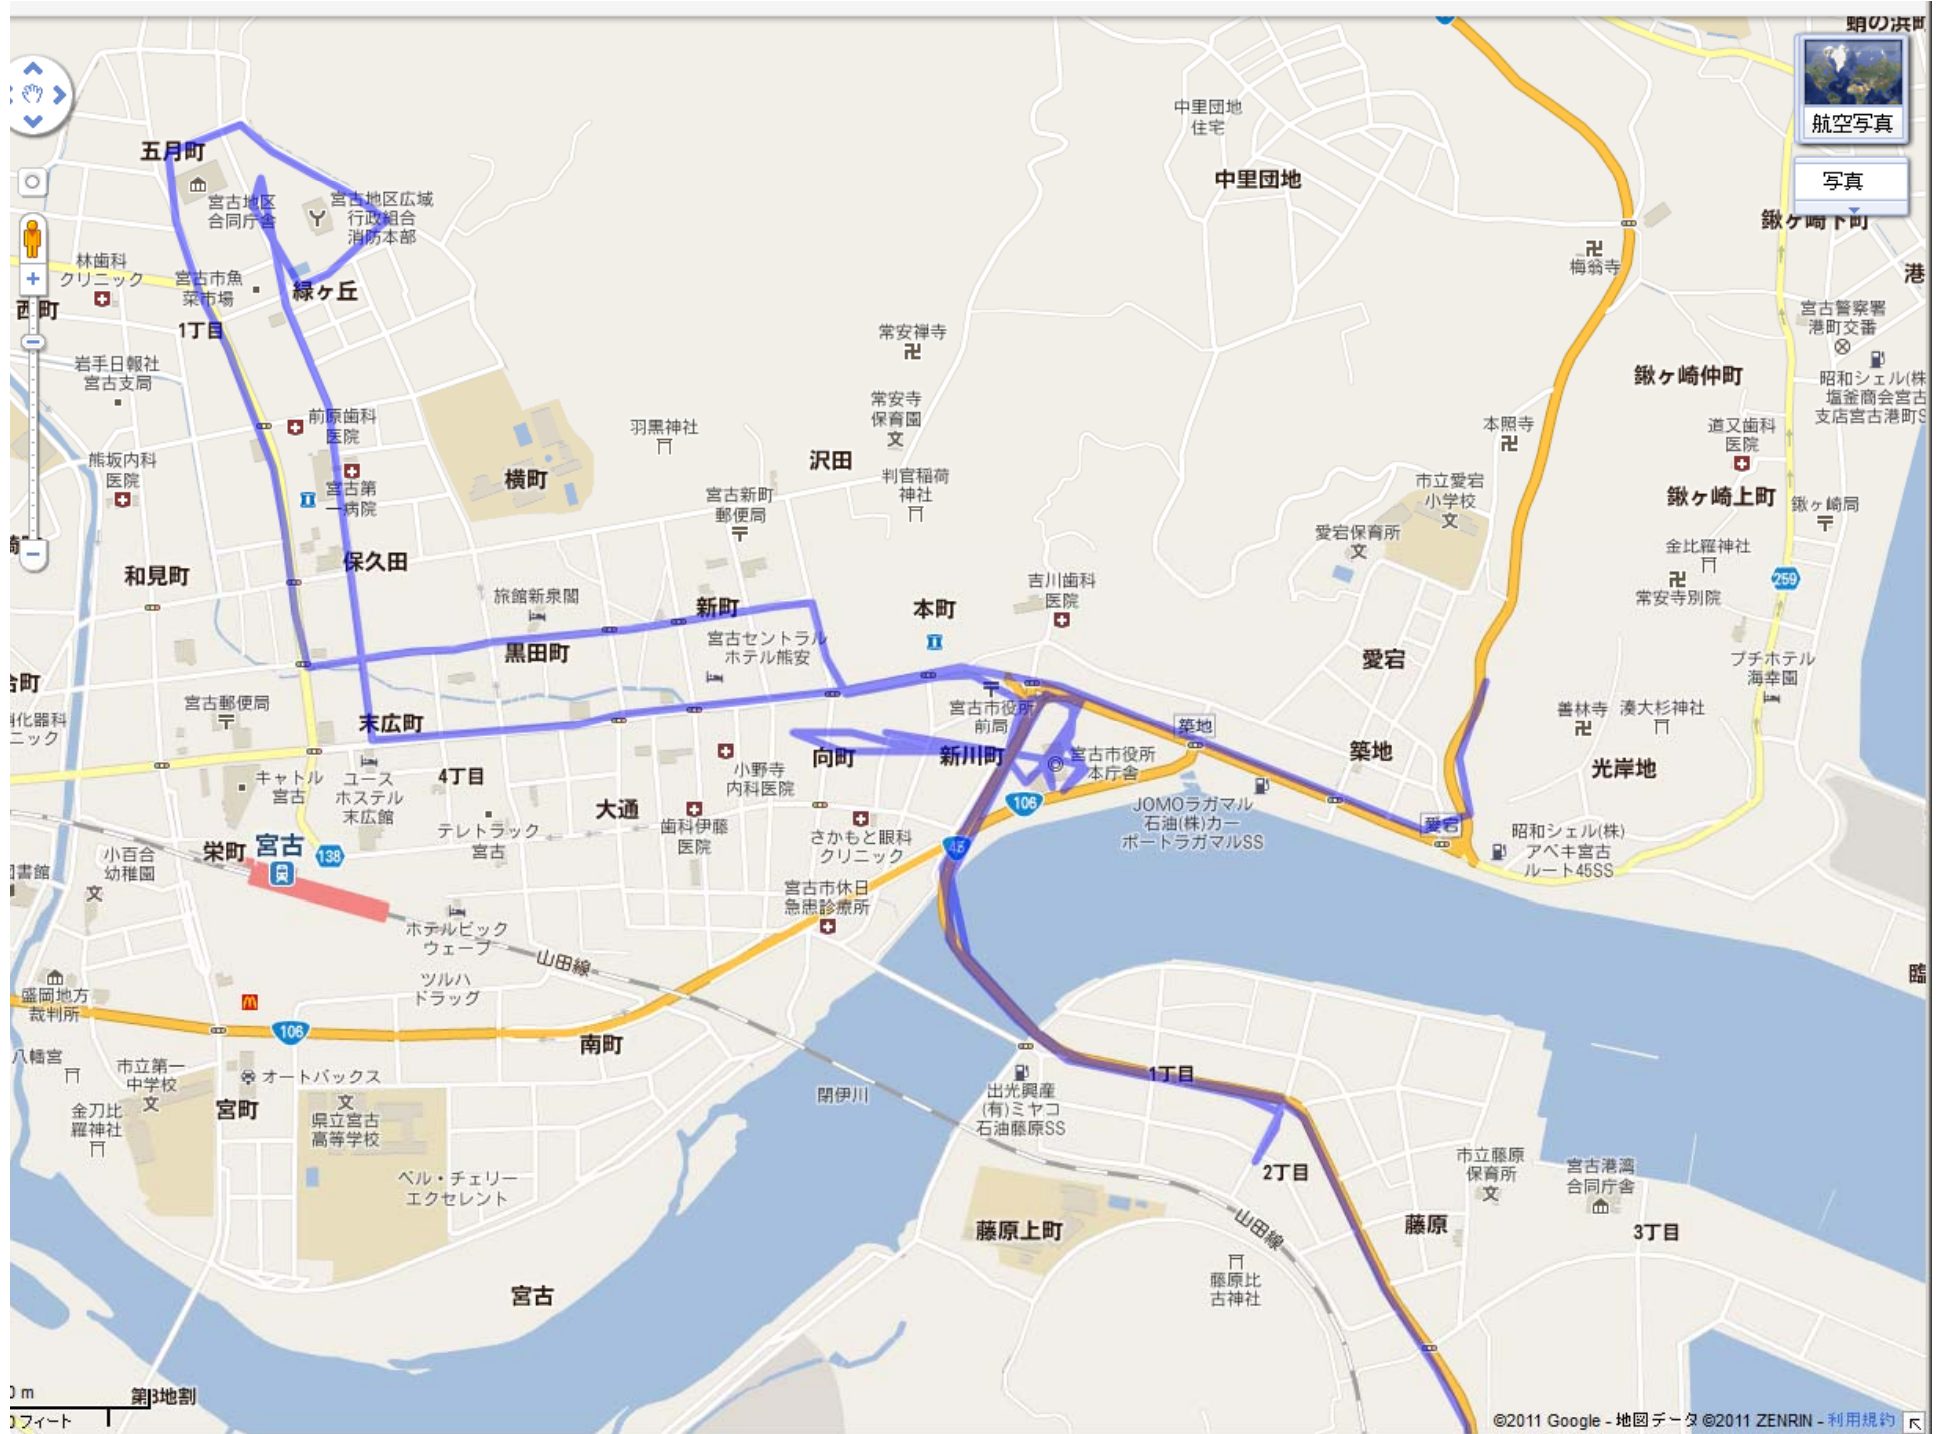 蛸の浜町
航空写真
写真
中里団地
住宅
中里団地
五月町
宮古地区
合同庁舎
宮古地区広域
行政組合
消防本部
鍬ヶ崎下町
梅翁寺
港
林歯科
クリニック
宮古市魚
菜市場
緑ヶ丘
西町
1丁目
宮古警察署
港町交番
常安禅寺
岩手日報社
宮古支局
鍬ヶ崎仲町
昭和シェル(株
塩釜商会宮古
支店宮古港町S
常安寺
保育園
前原歯科
医院
羽黒神社
本照寺
道又歯科
医院
熊坂内科
医院
横町
沢田
判官稲荷
神社
宮古第
一病院
宮古新町
郵便局
市立愛宕
小学校
鍬ヶ崎上町
鍬ヶ崎局
愛宕保育所
金比羅神社
保久田
和見町
259
常安寺別院
吉川歯科
医院
旅館新泉閣
新町
本町
宮古セントラル
ホテル熊安
黒田町
愛宕
プチホテル
海幸園
宮古郵便局
末広町
宮古市役所
前局
築地
善林寺
湊大杉神社
向町
新川町
宮古市役所
本庁舎
築地
光岸地
小野寺
内科医院
キャトル
宮古
ユース
ホステル
末広館
4丁目
大通
106
JOMOラガマル
石油(株)カー
ポートラガマルSS
愛宕
昭和シェル(株)
アベキ宮古
ルート45SS
テレトラック
宮古
歯科伊藤
医院
さかもと眼科
クリニック
45
栄町
宮古
138
小百合
幼稚園
宮古市休日
急患診療所
ホテルビック
ウェーブ
山田線
ツルハ
ドラッグ
盛岡地方
裁判所
臨
106
南町
八幡宮
市立第一
中学校
オートバックス
1丁目
閉伊川
出光興産
(有)ミヤコ
石油藤原SS
金刀比
羅神社
宮町
県立宮古
高等学校
2丁目
市立藤原
保育所
宮古港湾
合同庁舎
ベル・チェリー
エクセレント
藤原上町
山田線
藤原
3丁目
藤原比
古神社
宮古
第3地割
0 m
フィート
©2011 Google - 地図データ ©2011 ZENRIN - 利用規約